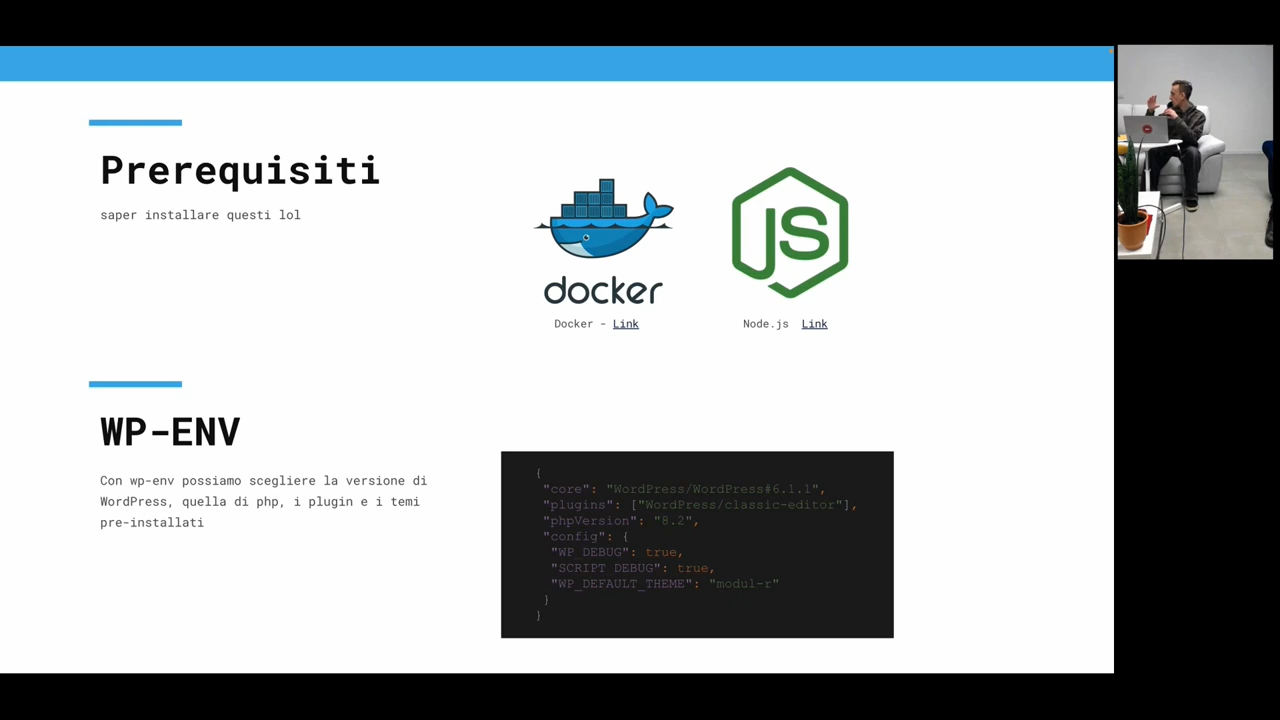 Prerequisiti
saper installare questi lol
docker
JS
Docker - Link
Node.js Link
WP-ENV
Con wp-env possiamo scegliere la versione di
WordPress, quella di php, i plugin e i temi
pre-installati
{
"core": "WordPress/WordPress#6.1.1",
"plugins": ["WordPress/classic-editor"],
"phpVersion": "8.2",
"config": {
"WP_DEBUG": true,
"SCRIPT_DEBUG": true,
"WP_DEFAULT_THEME": "modul-r"
}
}